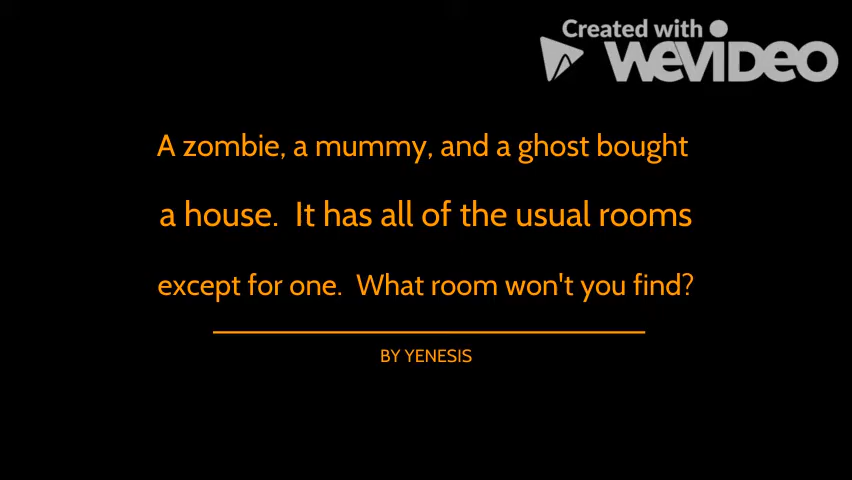 Created with
WEVIDEO
A zombie, a mummy, and a ghost bought
a house.  It has all of the usual rooms
except for one.  What room won't you find?
BY YENESIS